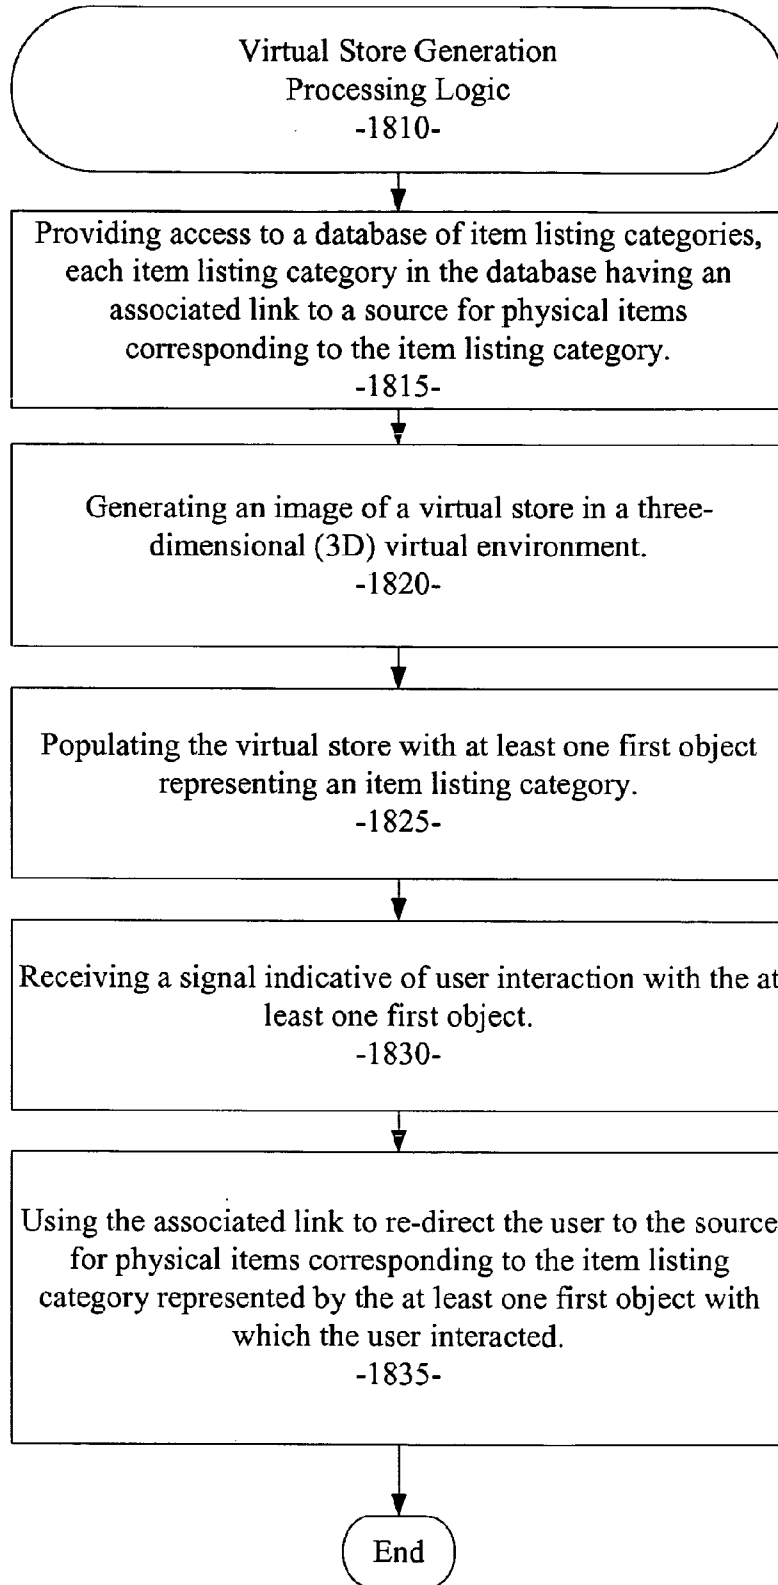 Virtual Store Generation
Processing Logic
-1810-
Providing access to a database of item listing categories,
each item listing category in the database having an
associated link to a source for physical items
corresponding to the item listing category.
-1815-
Generating an image of a virtual store in a three-
dimensional (3D) virtual environment.
-1820-
Populating the virtual store with at least one first object
representing an item listing category.
-1825-
Receiving a signal indicative of user interaction with the at
least one first object.
-1830-
Using the associated link to re-direct the user to the source
for physical items corresponding to the item listing
category represented by the at least one first object with
which the user interacted.
-1835-
End